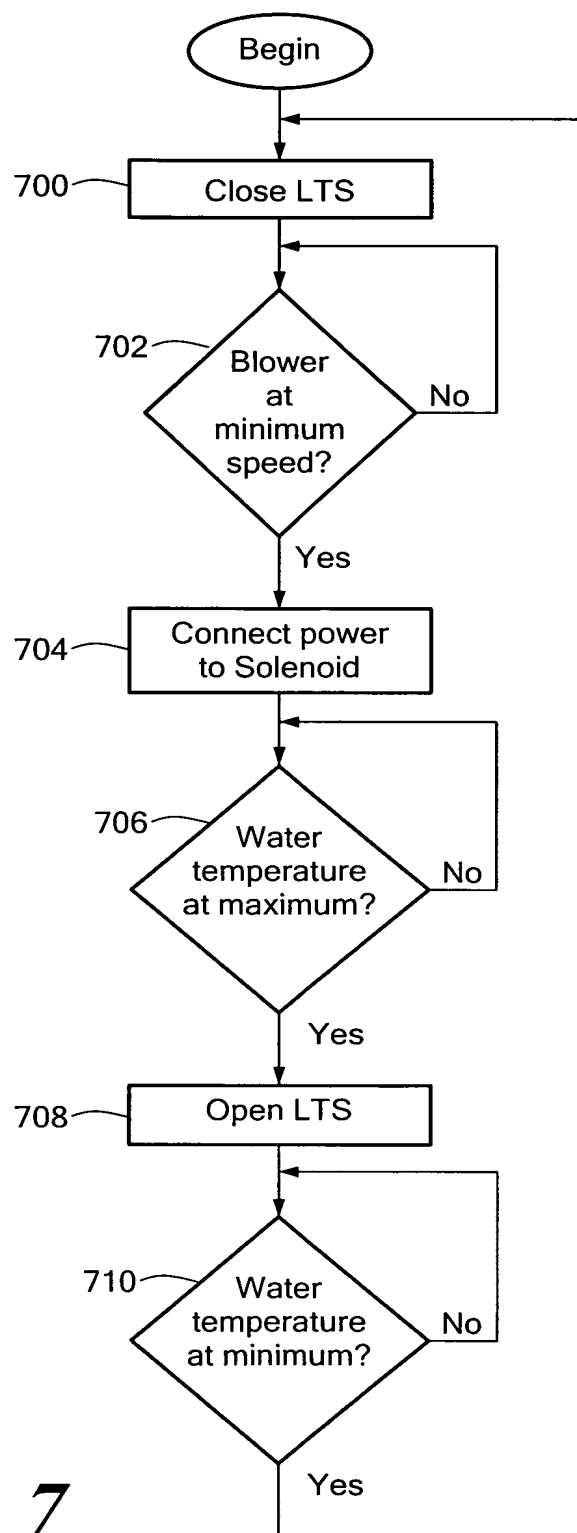 Begin
700
Close LTS
702
Blower
at
minimum
speed?
No
Yes
704
Connect power
to Solenoid
706
Water
temperature
at maximum?
No
Yes
708
Open LTS
710
Water
temperature
at minimum?
No
Yes
7